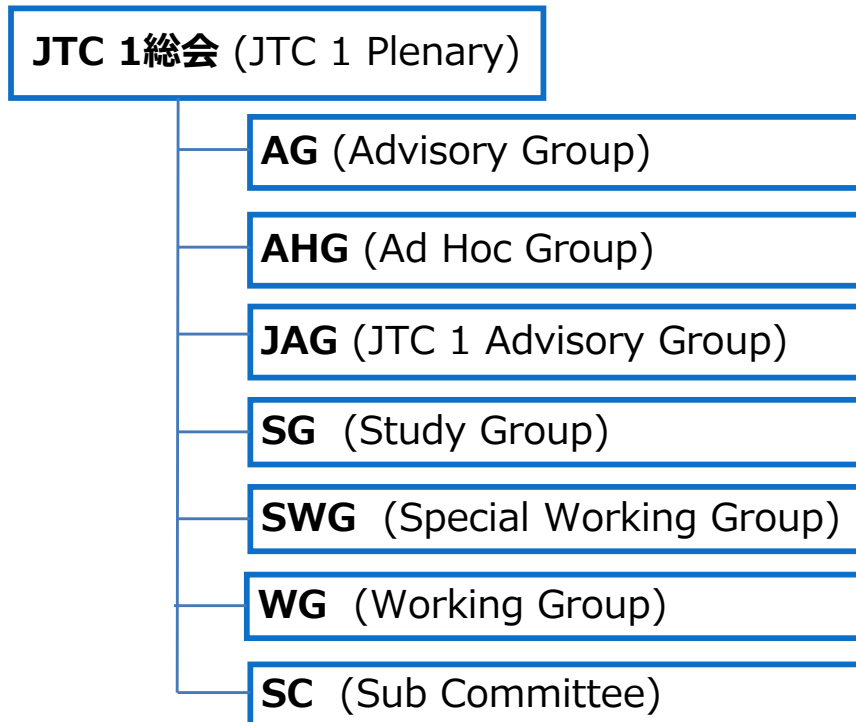 JTC 1総会 (JTC 1 Plenary)
AG (Advisory Group)
AHG (Ad Hoc Group)
JAG (JTC 1 Advisory Group)
SG (Study Group)
SWG (Special Working Group)
WG (Working Group)
SC (Sub Committee)